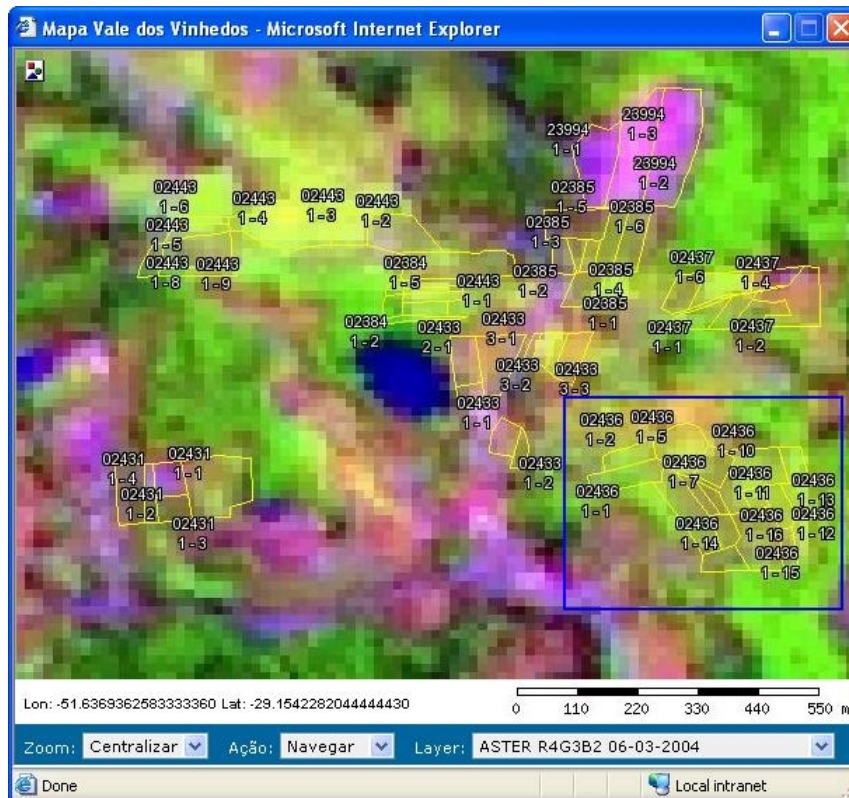 Mapa Vale dos Vinhedos - Microsoft Internet Explorer
23994
1 - 3
23994
1 - 1
23994
1 - 2
02443
1 - 6
02443
1 - 4
02443
1 - 3
02443
1 - 2
02385
1 - 5
02385
1 - 6
02443
1 - 5
02385
1 - 3
02443
1 - 8
02443
1 - 9
02384
1 - 5
02443
1 - 1
02385
1 - 2
02385
1 - 4
02437
1 - 6
02437
1 - 4
02385
1 - 1
02384
1 - 2
02433
2 - 1
02433
3 - 1
02437
1 - 1
02437
1 - 2
02433
3 - 2
02433
3 - 3
02433
1 - 1
02433
1 - 2
02436
1 - 2
02436
1 - 5
02436
1 - 10
02431
1 - 4
02431
1 - 1
02431
1 - 2
02431
1 - 3
02436
1 - 7
02436
1 - 11
02436
1 - 13
02436
1 - 1
02436
1 - 14
02436
1 - 16
02436
1 - 12
02436
1 - 15
Lon: -51.6369362583333360 Lat: -29.1542282044444430
0 110 220 330 440 550 m
Zoom: Centralizar Ação: Navegar Layer: ASTER R4G3B2 06-03-2004
Done Local intranet